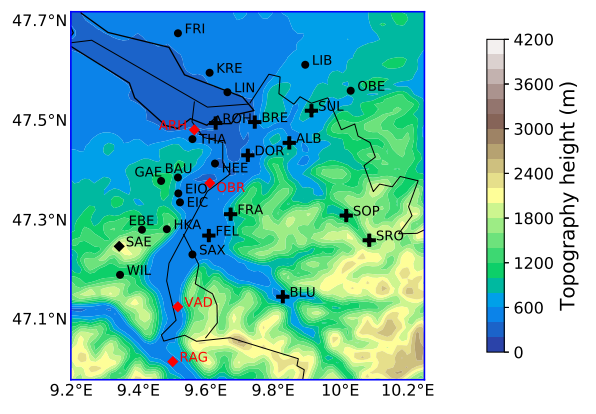 47.7°N
47.5°N
47.3°N
47.1°N
9.2°E 9.4°E 9.6°E 9.8°E 10°E 10.2°E
FRI
KRE
LIB
LIN
OBE
SUL
ROH BRE
ARH
THA
ALB
DOR
HEE
GAE BAU
OBR
EIO
EIC
FRA
SOP
EBE
HKA
FEL
SRO
SAE
SAX
WIL
BLU
VAD
RAG
4200
3600
3000
2400
1800
1200
600
0
Topography height (m)